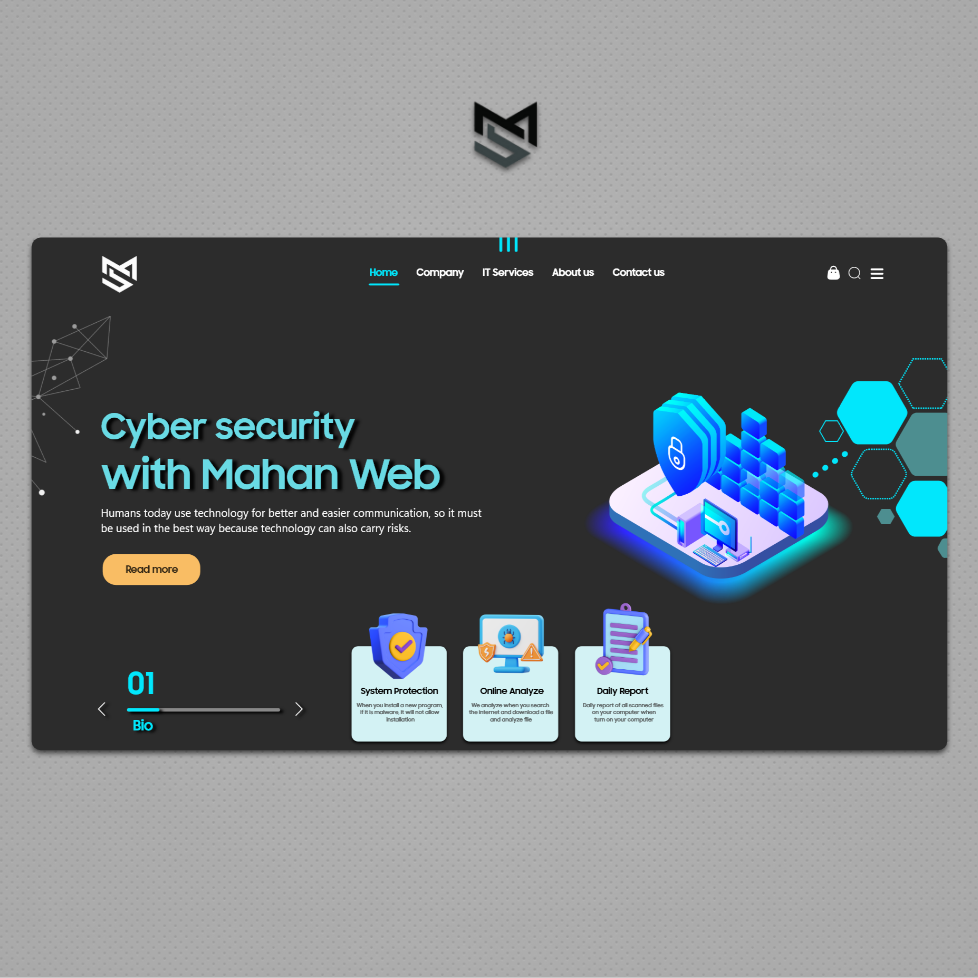 Home Company IT Services About us Contact us
Cyber security
with Mahan Web
Humans today use technology for better and easier communication, so it must
be used in the best way because technology can also carry risks.
Read more
01
Bio
System Protection
When you install a new program,
if it is malware, it will not allow
installation
Online Analyze
We analyze when you search
the internet and download a file
and analyze file
Daily Report
Daily report of all scanned files
on your computer when
turn on your computer